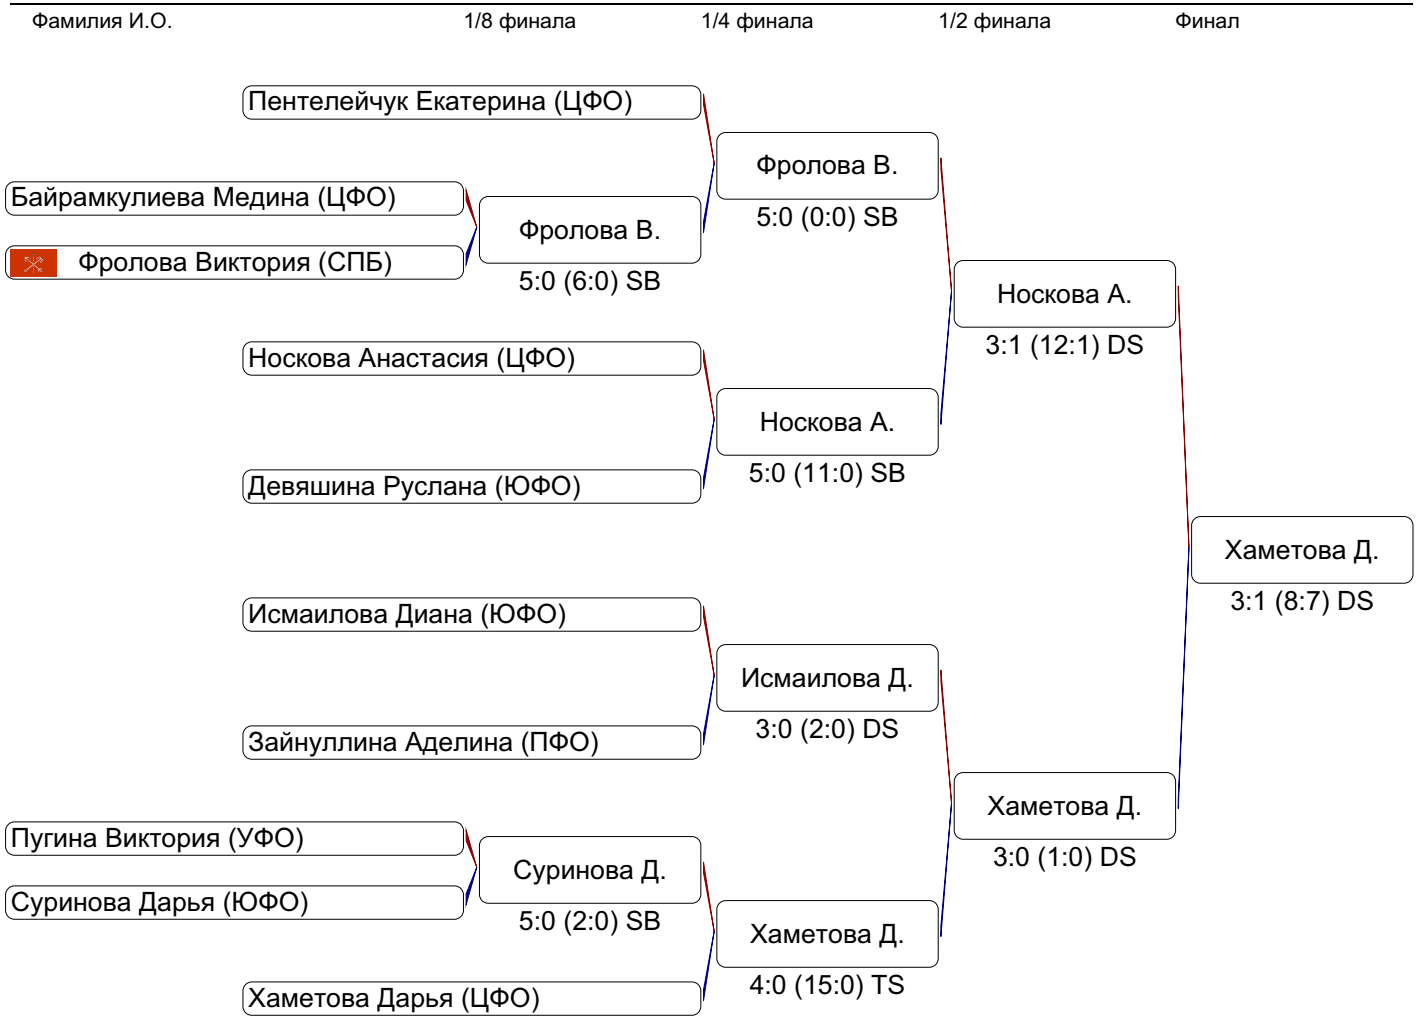 Фамилия И.О. 1/8 финала 1/4 финала 1/2 финала Финал
Пентелейчук Екатерина (ЦФО)
Фролова В.
5:0 (0:0) SB
Байрамкулиева Медина (ЦФО)
Фролова В.
5:0 (6:0) SB
Фролова Виктория (СПБ)
Носкова А.
3:1 (12:1) DS
Носкова Анастасия (ЦФО)
Носкова А.
5:0 (11:0) SB
Девяшина Руслана (ЮФО)
Хаметова Д.
3:1 (8:7) DS
Исмаилова Диана (ЮФО)
Исмаилова Д.
3:0 (2:0) DS
Зайнуллина Аделина (ПФО)
Хаметова Д.
3:0 (1:0) DS
Пугина Виктория (УФО)
Суринова Д.
5:0 (2:0) SB
Суринова Дарья (ЮФО)
Хаметова Д.
4:0 (15:0) TS
Хаметова Дарья (ЦФО)